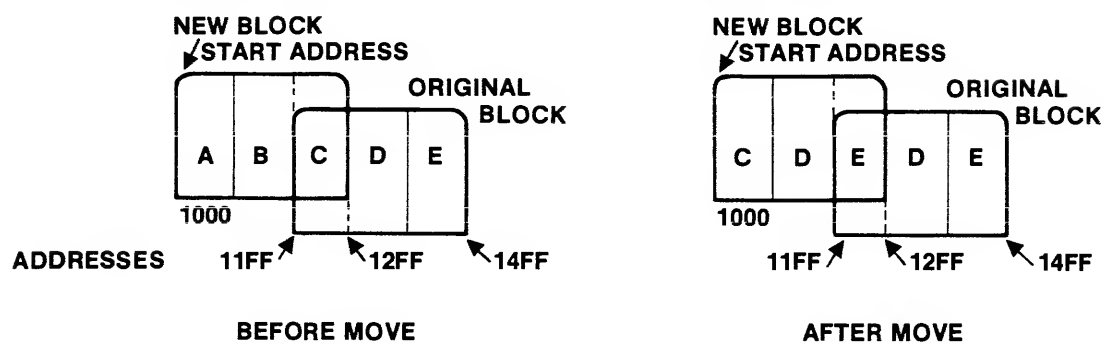 NEW BLOCK
START ADDRESS
ORIGINAL
BLOCK
A B C D E
1000
ADDRESSES 11FF 12FF 14FF
BEFORE MOVE
NEW BLOCK
START ADDRESS
ORIGINAL
BLOCK
C D E D E
1000
11FF 12FF 14FF
AFTER MOVE